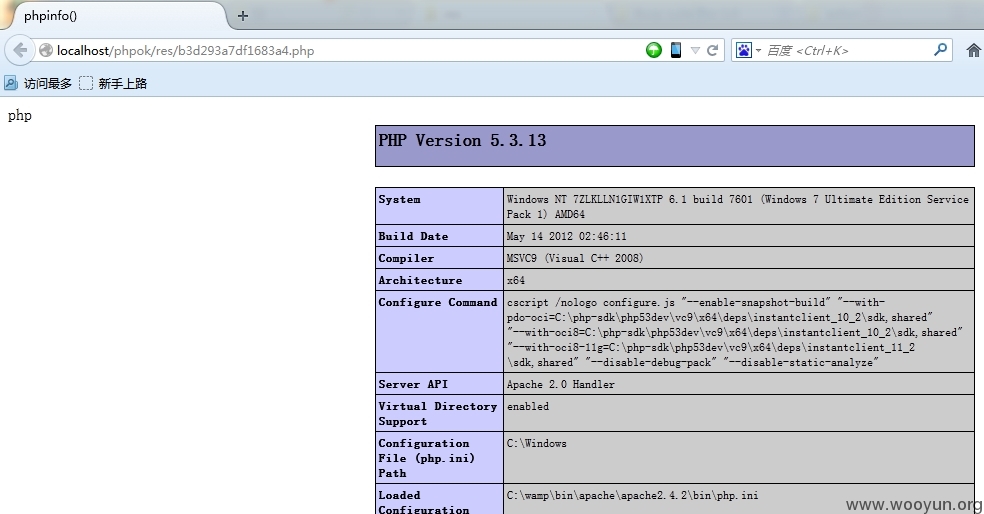 phpinfo()
localhost/phpok/res/b3d293a7df1683a4.php
百度 <Ctrl+K>
访问最多 新手上路
php
PHP Version 5.3.13
System Windows NT 7ZLKLLN1GIW1XTP 6.1 build 7601 (Windows 7 Ultimate Edition Service
Pack 1) AMD64
Build Date May 14 2012 02:46:11
Compiler MSVC9 (Visual C++ 2008)
Architecture x64
Configure Command cscript /nologo configure.js "--enable-snapshot-build" "--with-
pdo-oci=C:\php-sdk\php53dev\vc9\x64\deps\instantclient_10_2\sdk,shared"
"--with-oci8=C:\php-sdk\php53dev\vc9\x64\deps\instantclient_10_2\sdk,shared"
"--with-oci8-11g=C:\php-sdk\php53dev\vc9\x64\deps\instantclient_11_2
\sdk,shared" "--disable-debug-pack" "--disable-static-analyze"
Server API Apache 2.0 Handler
Virtual Directory enabled
Support
Configuration C:\Windows
File (php.ini)
Path
Loaded C:\wamp\bin\apache\apache2.4.2\bin\php.ini
Configuration
www.wooyun.org